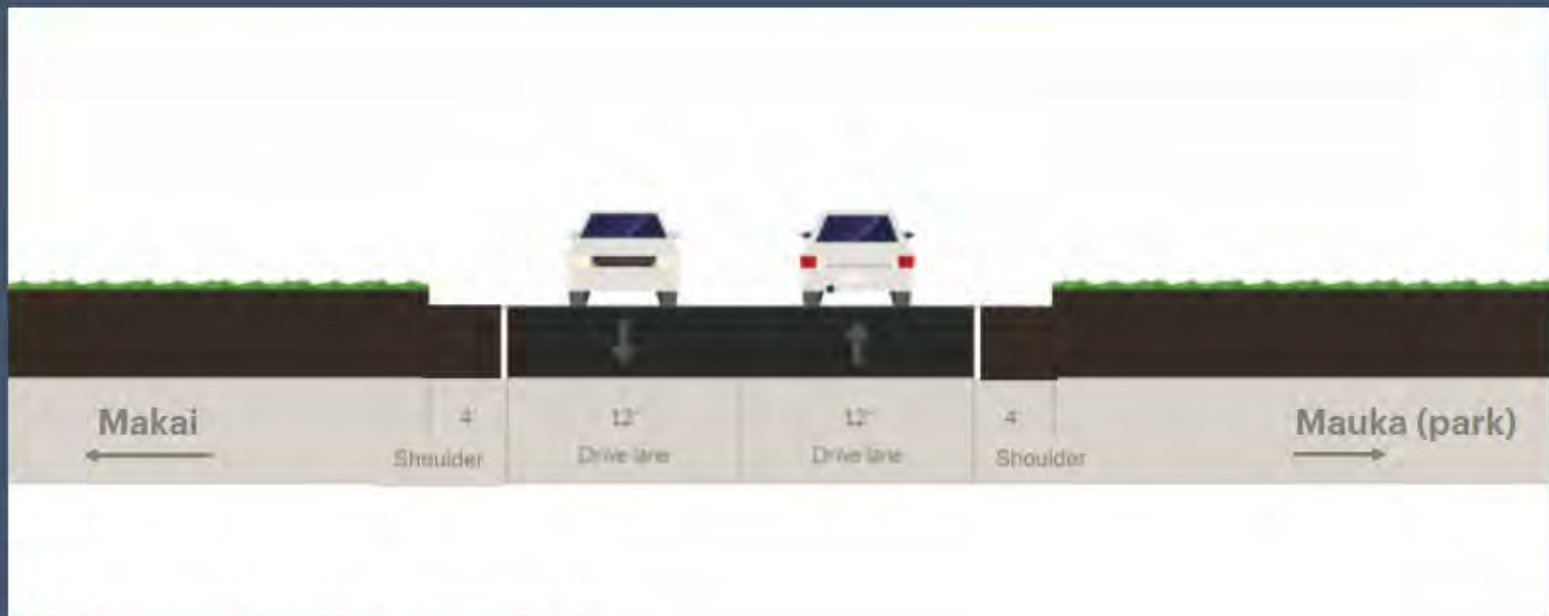 Makai
4'
Shoulder
12'
Drive lane
12'
Drive lane
4'
Shoulder
Mauka (park)